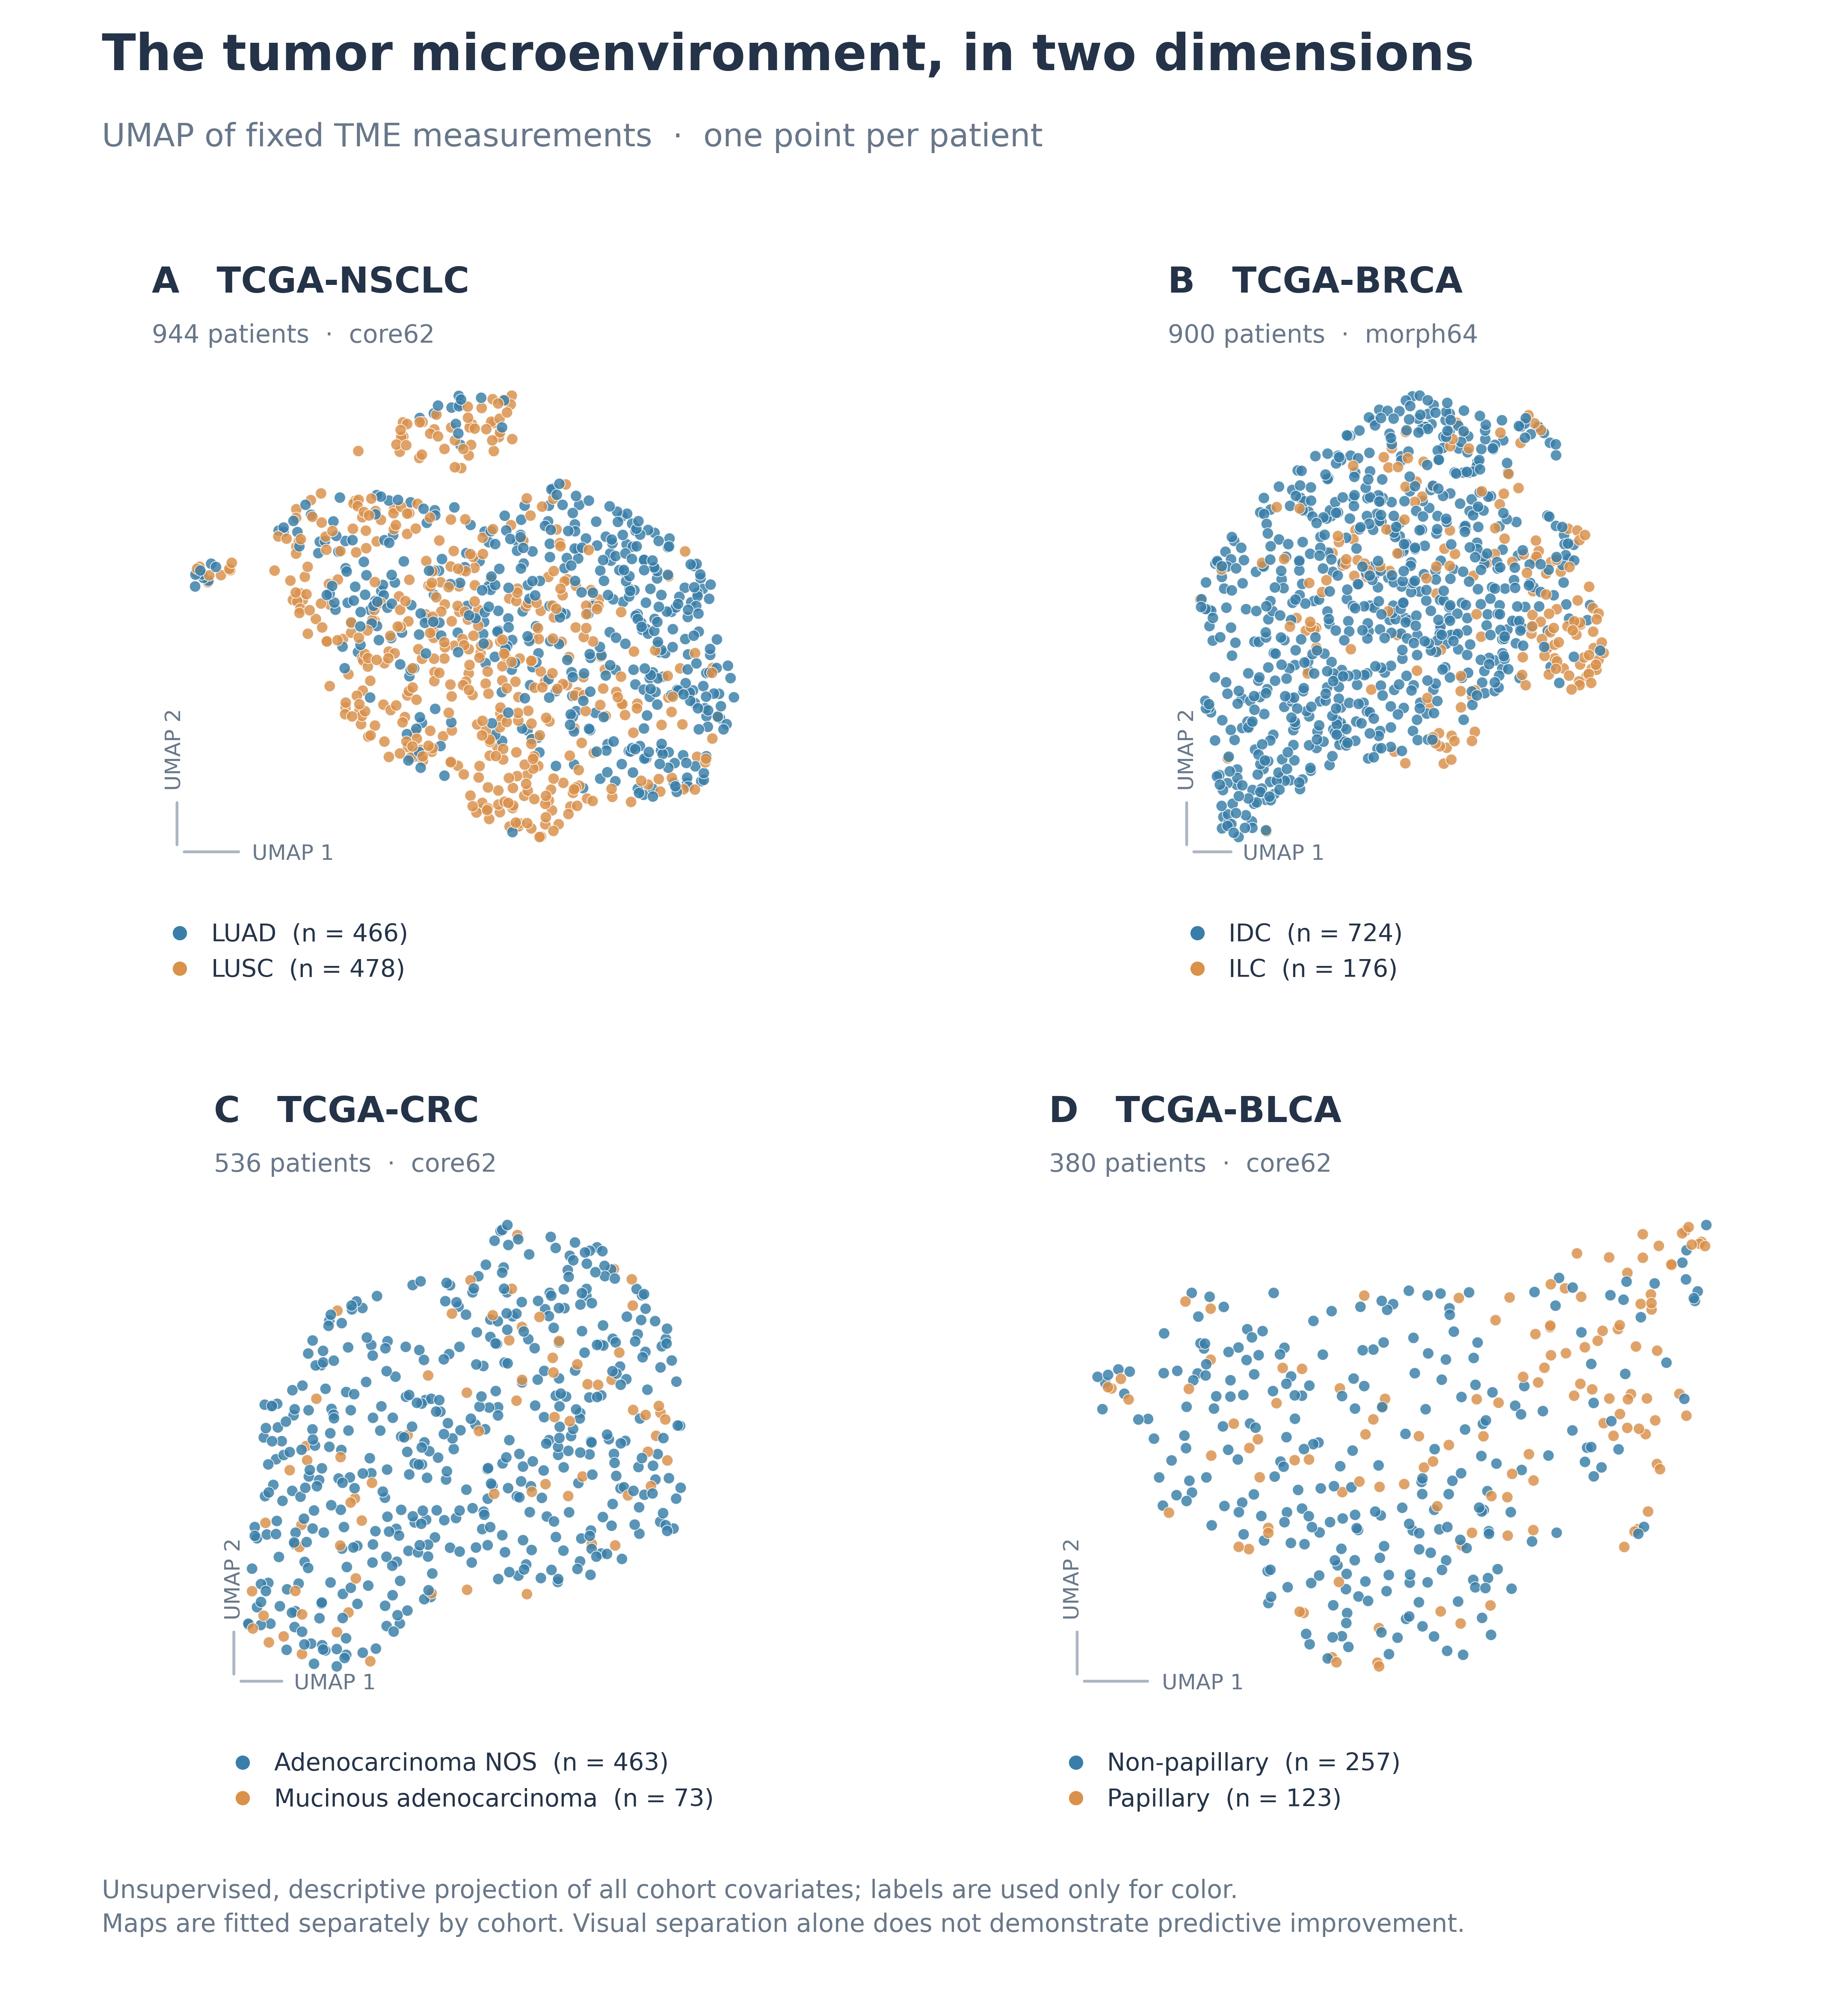 The tumor microenvironment, in two dimensions
UMAP of fixed TME measurements · one point per patient
A TCGA-NSCLC
944 patients · core62
UMAP 2
UMAP 1
LUAD (n = 466)
LUSC (n = 478)
B TCGA-BRCA
900 patients · morph64
UMAP 2
UMAP 1
IDC (n = 724)
ILC (n = 176)
C TCGA-CRC
536 patients · core62
UMAP 2
UMAP 1
Adenocarcinoma NOS (n = 463)
Mucinous adenocarcinoma (n = 73)
D TCGA-BLCA
380 patients · core62
UMAP 2
UMAP 1
Non-papillary (n = 257)
Papillary (n = 123)
Unsupervised, descriptive projection of all cohort covariates; labels are used only for color.
Maps are fitted separately by cohort. Visual separation alone does not demonstrate predictive improvement.